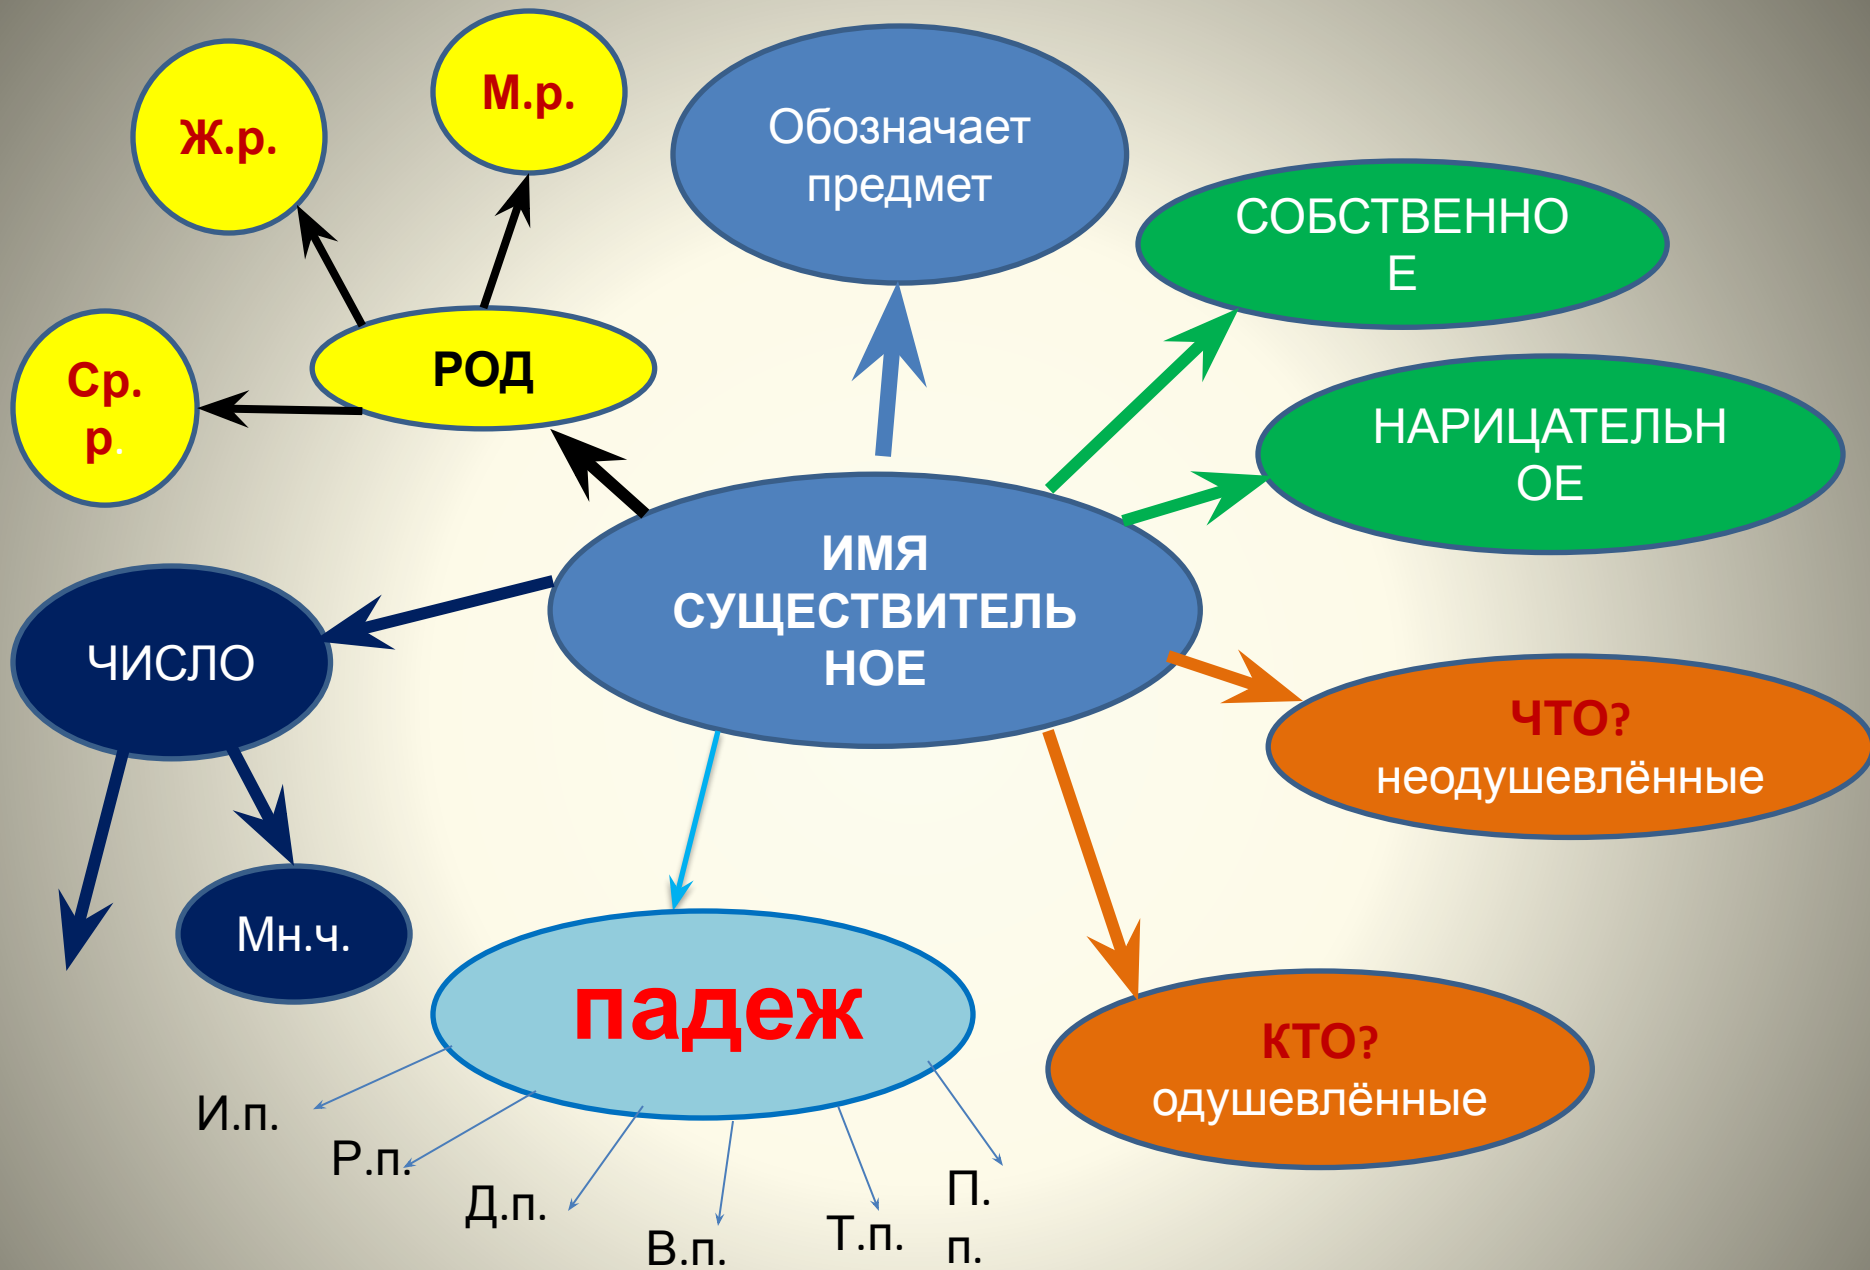 М.р.
Ж.р.
Обозначает
предмет
СОБСТВЕННО
Е
РОД
Ср.
р.
НАРИЦАТЕЛЬН
ОЕ
ИМЯ
СУЩЕСТВИТЕЛЬ
НОЕ
ЧИСЛО
ЧТО?
неодушевлённые
Мн.ч.
падеж
КТО?
одушевлённые
И.п.
Р.п.
Д.п.
В.п.
Т.п.
П.
п.